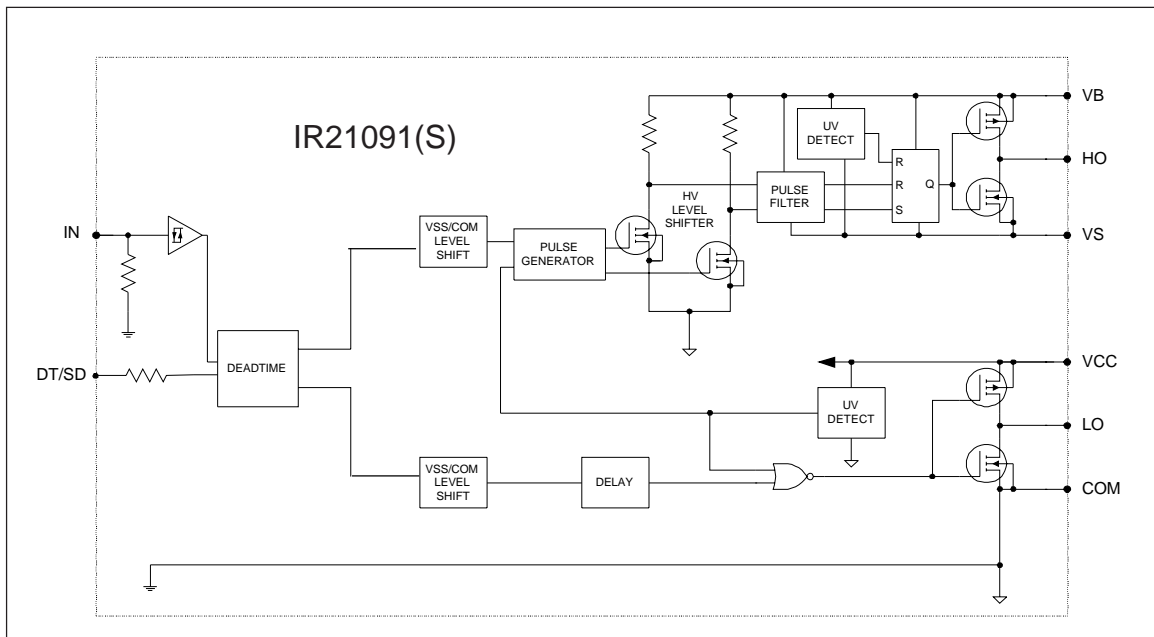 IR21091(S)
VB
UV
DETECT
HO
R
R
Q
S
PULSE
FILTER
HV
LEVEL
SHIFTER
IN
VSS/COM
LEVEL
SHIFT
PULSE
GENERATOR
VS
DT/SD
DEADTIME
VCC
UV
DETECT
LO
VSS/COM
LEVEL
SHIFT
DELAY
COM